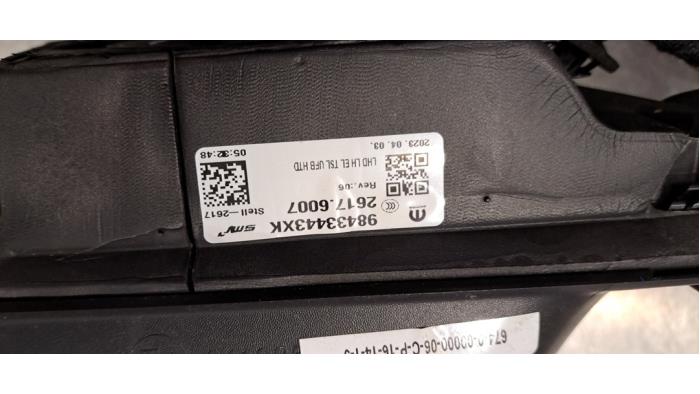 98433443XK
SMR
2617.6007
Stell-2617
Rev.:06
LHD LH EL TSL UFB HTD
2023.04.03.
05:32:48